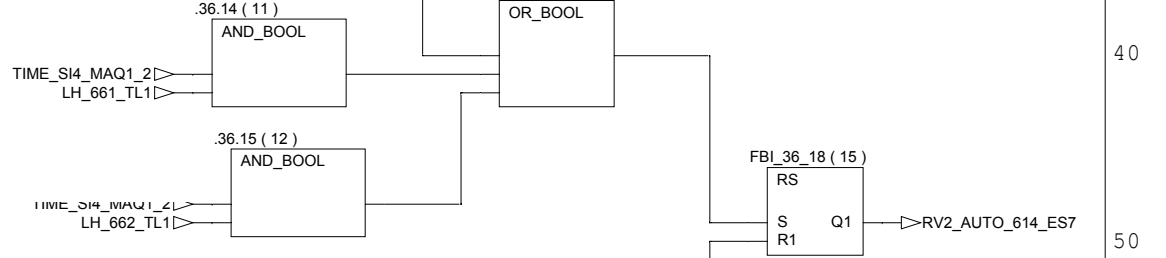 .36.14 ( 11 )
OR_BOOL
AND_BOOL
40
TIME_SI4_MAQ1_2
LH_661_TL1
.36.15 ( 12 )
AND_BOOL
FBI_36_18 ( 15 )
RS
TIME_SI4_MAQ1_2
LH_662_TL1
S Q1
RV2_AUTO_614_ES7
R1
50